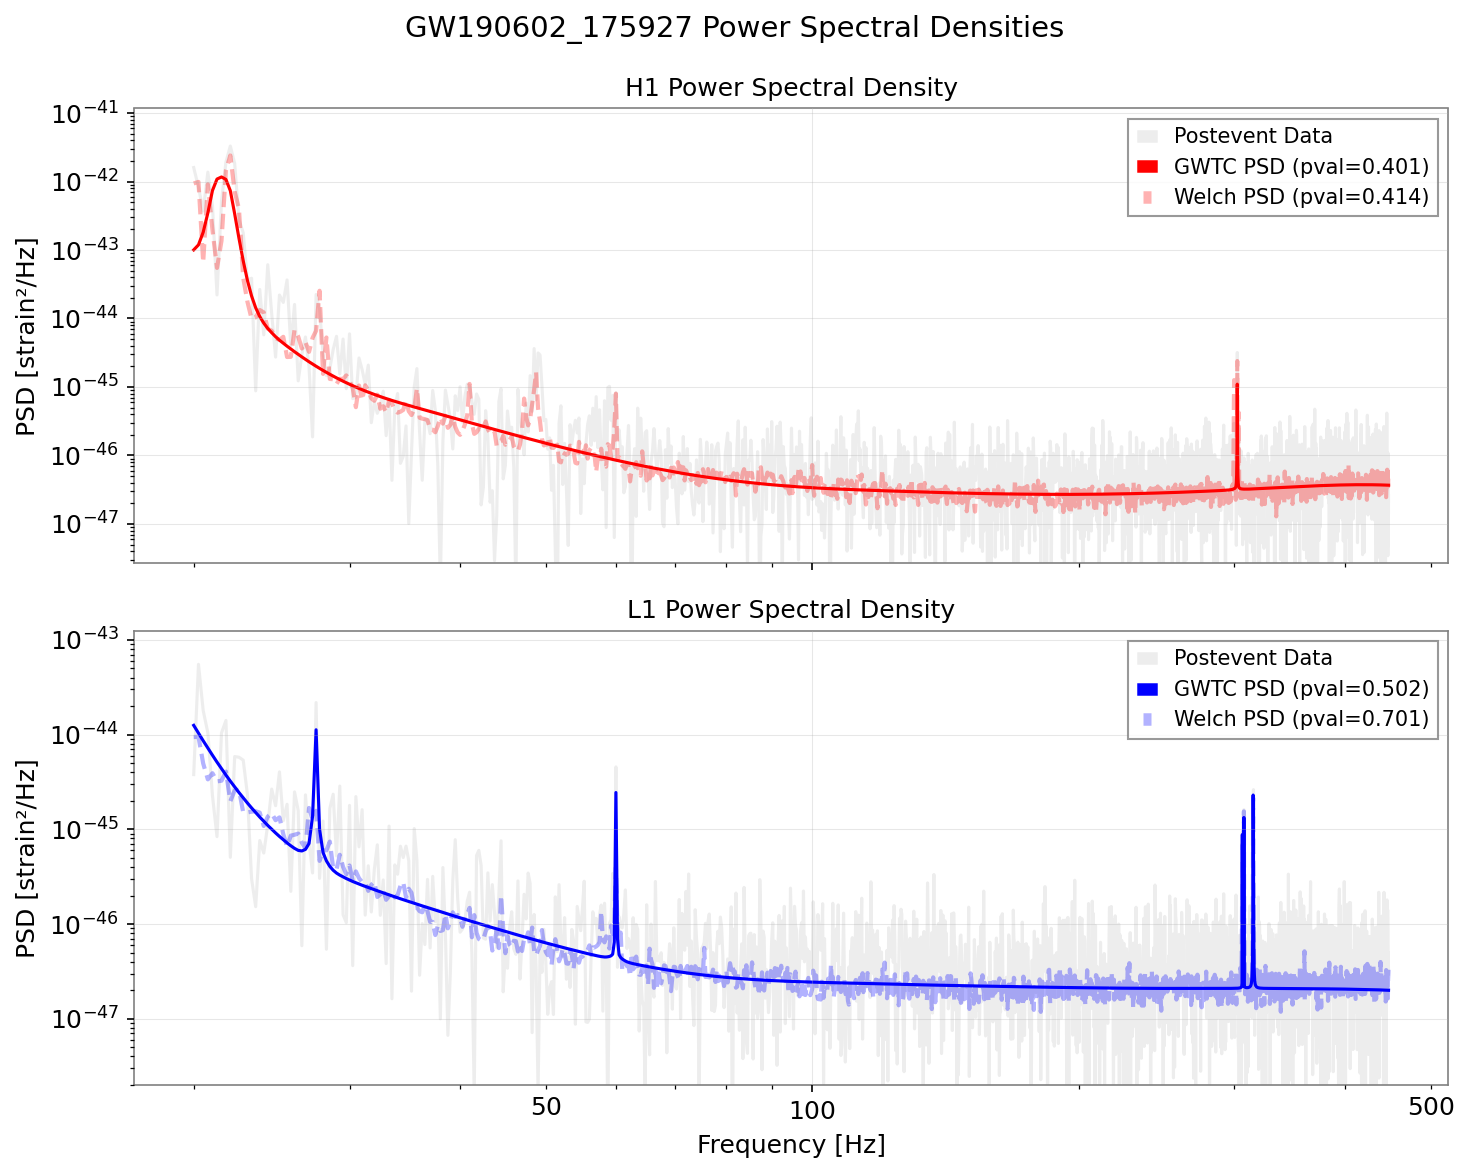 GW190602_175927 Power Spectral Densities
H1 Power Spectral Density
PSD [strain²/Hz]
10⁻⁴¹
10⁻⁴²
10⁻⁴³
10⁻⁴⁴
10⁻⁴⁵
10⁻⁴⁶
10⁻⁴⁷
Postevent Data
GWTC PSD (pval=0.401)
Welch PSD (pval=0.414)
L1 Power Spectral Density
PSD [strain²/Hz]
10⁻⁴³
10⁻⁴⁴
10⁻⁴⁵
10⁻⁴⁶
10⁻⁴⁷
Postevent Data
GWTC PSD (pval=0.502)
Welch PSD (pval=0.701)
50 100 500
Frequency [Hz]